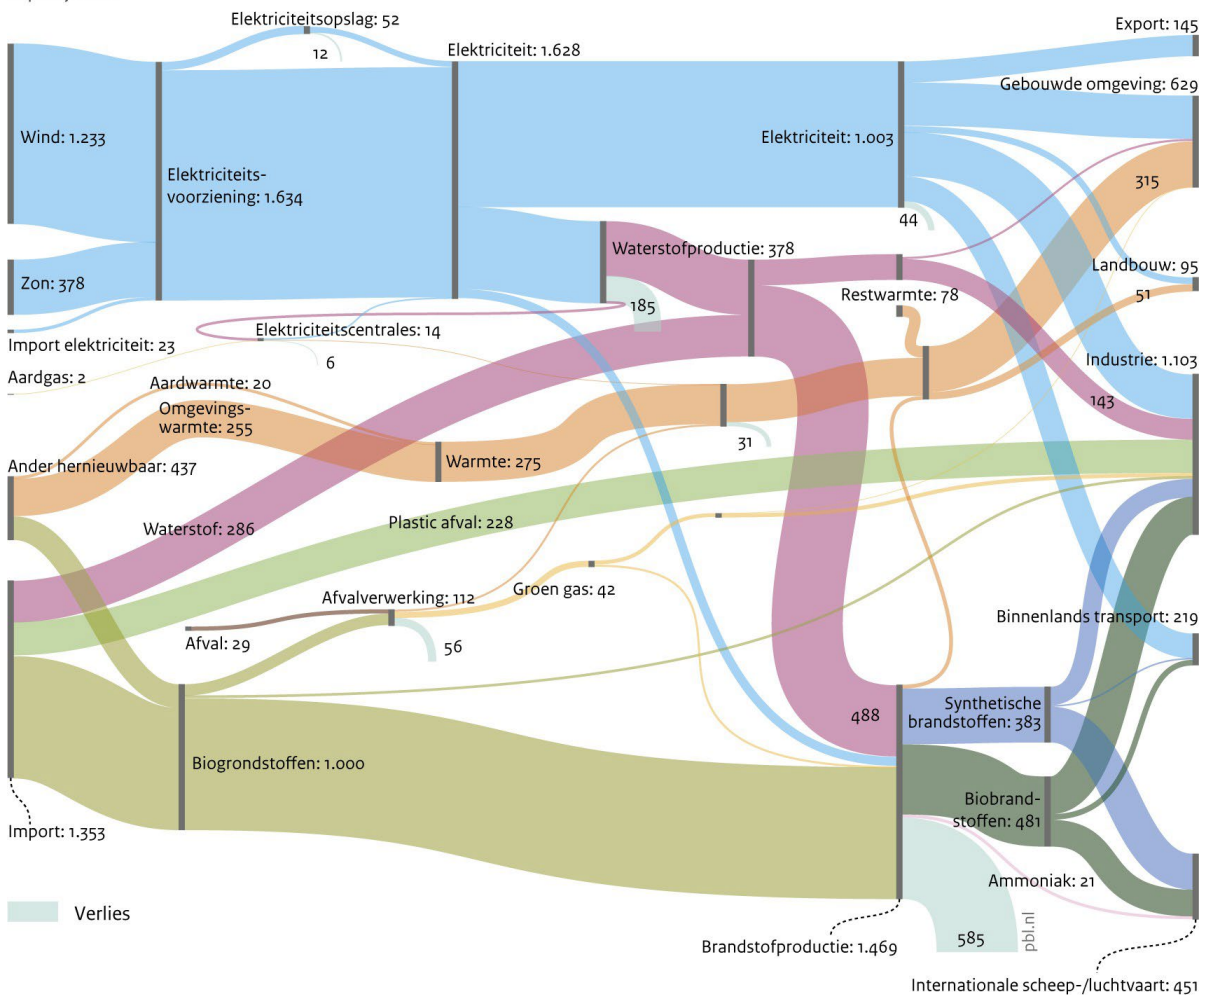 Elektriciteitsopslag: 52
Export: 145
12
Elektriciteit: 1.628
Gebouwde omgeving: 629
Wind: 1.233
Elektriciteit: 1.003
Elektriciteits-
voorziening: 1.634
315
44
Waterstofproductie: 378
Landbouw: 95
Zon: 378
Restwarmte: 78
51
185
Elektriciteitscentrales: 14
Import elektriciteit: 23
6
Industrie: 1.103
Aardgas: 2
Aardwarmte: 20
143
Omgevings-
warmte: 255
31
Ander hernieuwbaar: 437
Warmte: 275
Waterstof: 286
Plastic afval: 228
Groen gas: 42
Afvalverwerking: 112
Binnenlands transport: 219
Afval: 29
56
Synthetische
brandstoffen: 383
488
Biogrondstoffen: 1.000
Biobrand-
stoffen: 481
Import: 1.353
Ammoniak: 21
Verlies
585
pbl.nl
Brandstofproductie: 1.469
Internationale scheep-/luchtvaart: 451